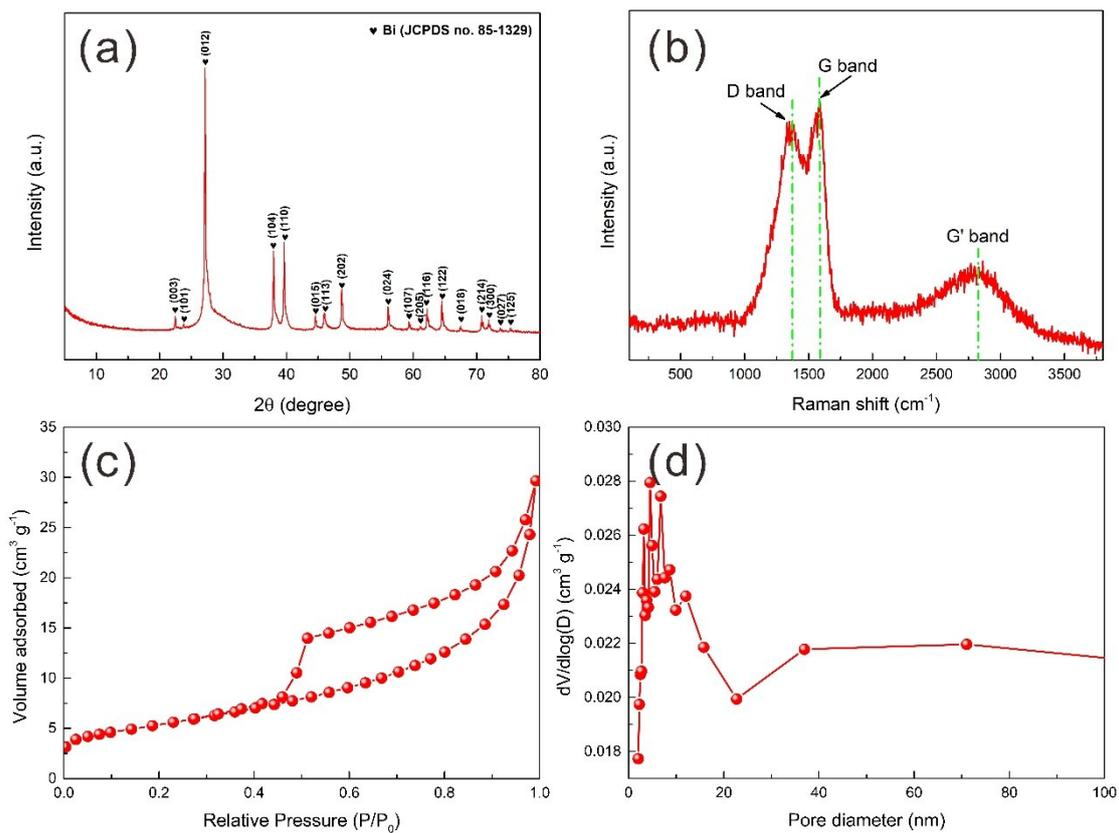 (a)
♥ Bi (JCPDS no. 85-1329)
(003)
(101)
(012)
(104)
(110)
(015)
(113)
(202)
(024)
(107)
(205)
(116)
(122)
(018)
(214)
(300)
(027)
(125)
Intensity (a.u.)
10 20 30 40 50 60 70 80
2θ (degree)
(b)
D band
G band
G' band
Intensity (a.u.)
500 1000 1500 2000 2500 3000 3500
Raman shift (cm⁻¹)
(c)
Volume adsorbed (cm³ g⁻¹)
35
30
25
20
15
10
5
0
0.0 0.2 0.4 0.6 0.8 1.0
Relative Pressure (P/P₀)
(d)
dV/dlog(D) (cm³ g⁻¹)
0.030
0.028
0.026
0.024
0.022
0.020
0.018
0 20 40 60 80 100
Pore diameter (nm)